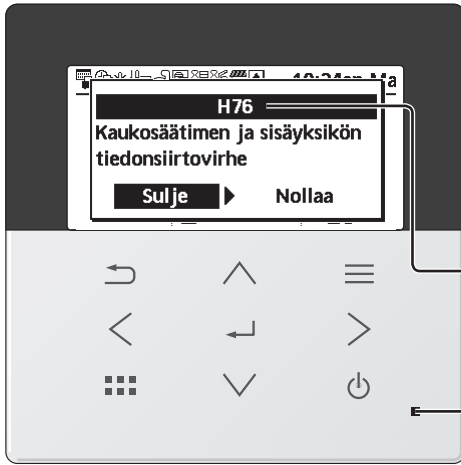 H76
Kaukosäätimen ja sisäyksikön
tiedonsiirtovirhe
Sulje
Nollaa